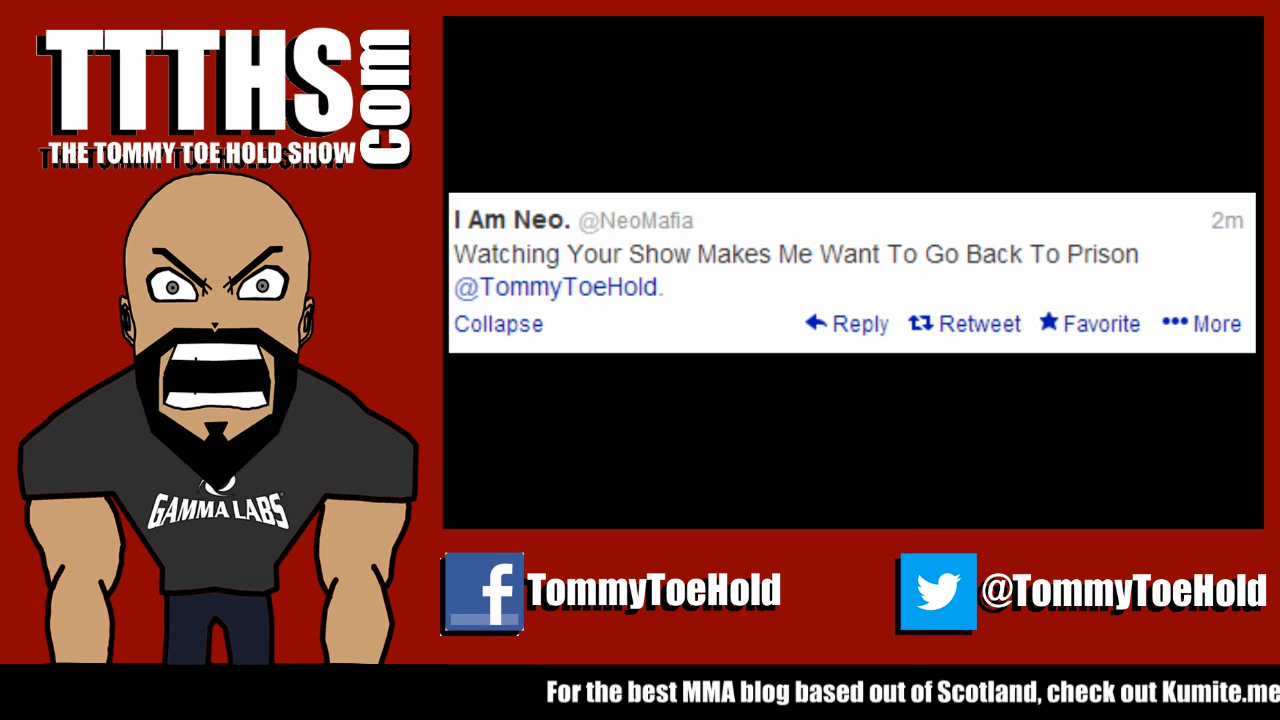 TTTHS
com
THE TOMMY TOE HOLD SHOW
I Am Neo. @NeoMafia 2m
Watching Your Show Makes Me Want To Go Back To Prison
@TommyToeHold.
Collapse Reply Retweet Favorite More
GAMMA LABS
f TommyToeHold
@TommyToeHold
For the best MMA blog based out of Scotland, check out Kumite.me